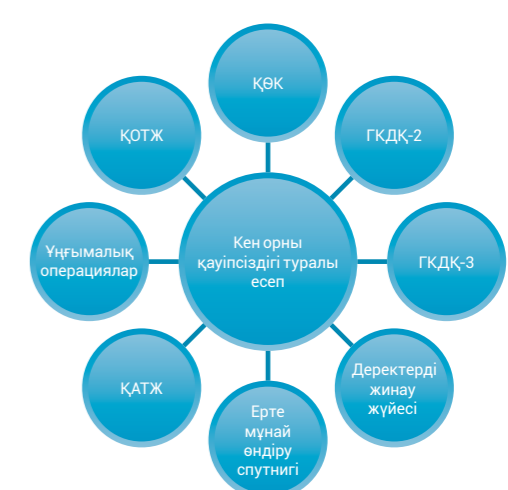 ҚӨК
ҚОТЖ
ГКДҚ-2
Ұңғымалық
операциялар
Кен орны
қауіпсіздігі туралы
есеп
ГКДҚ-3
ҚАТЖ
Деректерді
жинау
жүйесі
Ерте
мұнай
өндіру
спутнигі